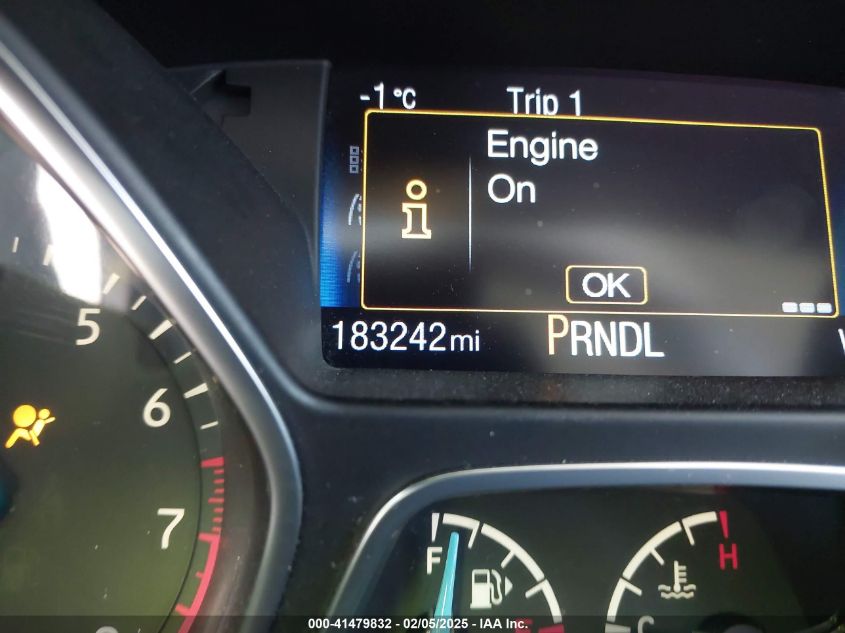 -1°C Trip 1
Engine
On
OK
183242mi PRNDL
5
6
7
F
H
C
000-41479832 - 02/05/2025 - IAA Inc.